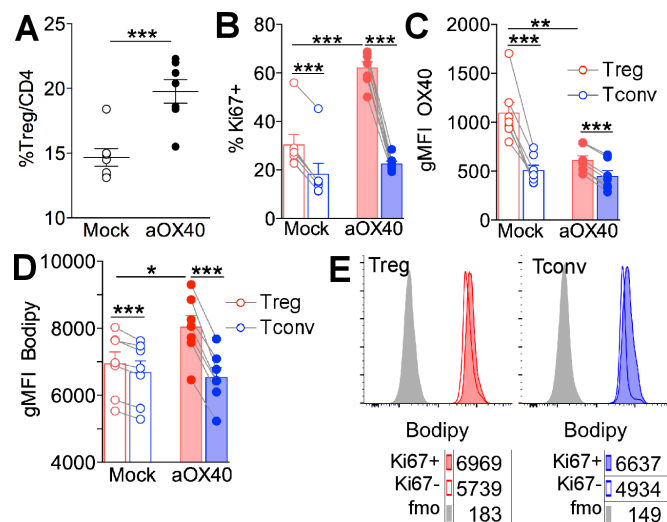 A
%Treg/CD4
25
20
15
10
***
Mock
aOX40
B
% Ki67+
80
60
40
20
0
***
***
***
Mock
aOX40
C
gMFI OX40
2000
1500
1000
500
0
**
***
***
Treg
Tconv
Mock
aOX40
D
gMFI Bodipy
10000
8000
6000
4000
*
***
***
Treg
Tconv
Mock
aOX40
E
Treg
Tconv
Bodipy
Bodipy
Ki67+ 6969
Ki67- 5739
fmo 183
Ki67+ 6637
Ki67- 4934
fmo 149